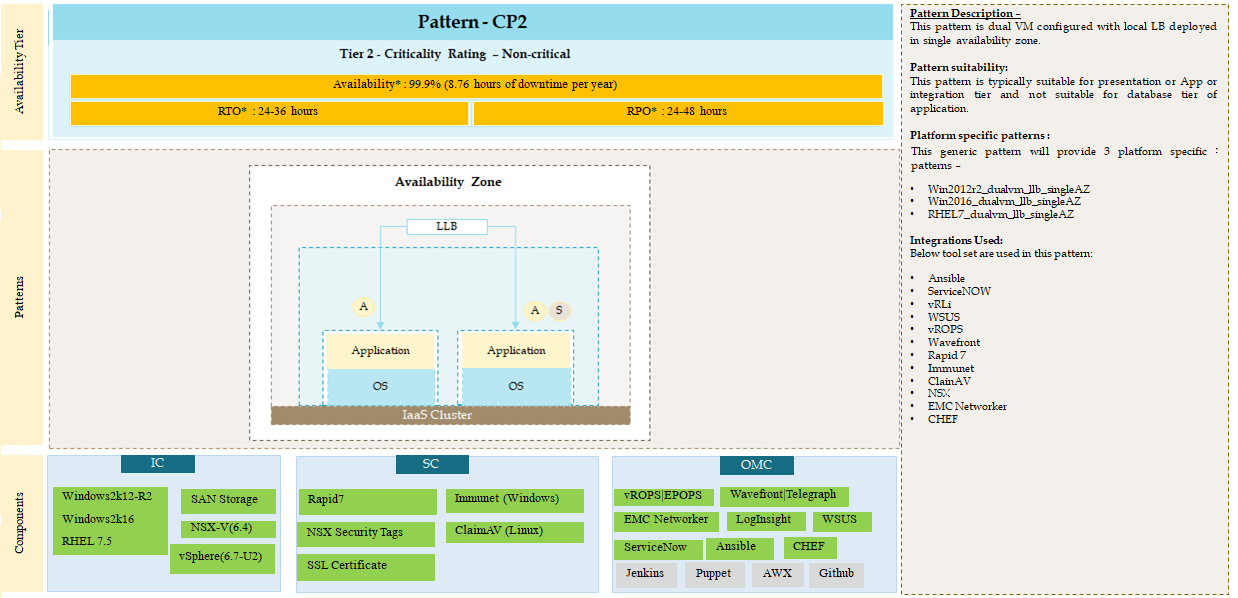 Availability Tier
Pattern - CP2
Tier 2 - Criticality Rating – Non-critical
Availability* : 99.9% (8.76 hours of downtime per year)
RTO* : 24-36 hours
RPO* : 24-48 hours
Patterns
Availability Zone
LLB
A
A
S
Application
Application
OS
OS
IaaS Cluster
Components
IC
Windows2k12-R2
Windows2k16
RHEL 7.5
SAN Storage
NSX-V(6.4)
vSphere(6.7-U2)
SC
Rapid7
Immunet (Windows)
NSX Security Tags
ClaimAV (Linux)
SSL Certificate
OMC
vROPS|EPOPS
Wavefront|Telegraph
EMC Networker
LogInsight
WSUS
ServiceNow
Ansible
CHEF
Jenkins
Puppet
AWX
Github
Pattern Description –
This pattern is dual VM configured with local LB deployed
in single availability zone.
Pattern suitability:
This pattern is typically suitable for presentation or App or
integration tier and not suitable for database tier of
application.
Platform specific patterns :
This generic pattern will provide 3 platform specific :
patterns –
• Win2012r2_dualvm_llb_singleAZ
• Win2016_dualvm_llb_singleAZ
• RHEL7_dualvm_llb_singleAZ
Integrations Used:
Below tool set are used in this pattern:
• Ansible
• ServiceNOW
• vRLi
• WSUS
• vROPS
• Wavefront
• Rapid 7
• Immunet
• ClainAV
• NSX
• EMC Networker
• CHEF